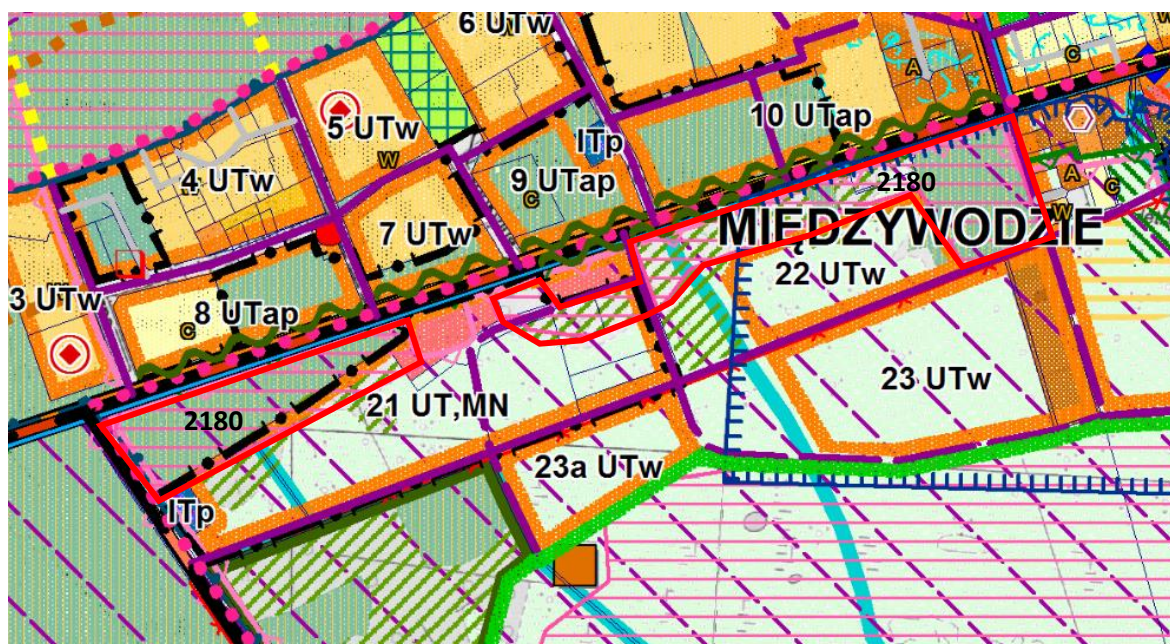 6 UTw
A
C
5 UTw
10 UTap
ITp
W
4 UTw
9 UTap
C
2180
A
C
W
7 UTw
MIĘDZYWODZIE
22 UTw
3 UTw
8 UTap
C
23 UTw
21 UT,MN
2180
23a UTw
ITp